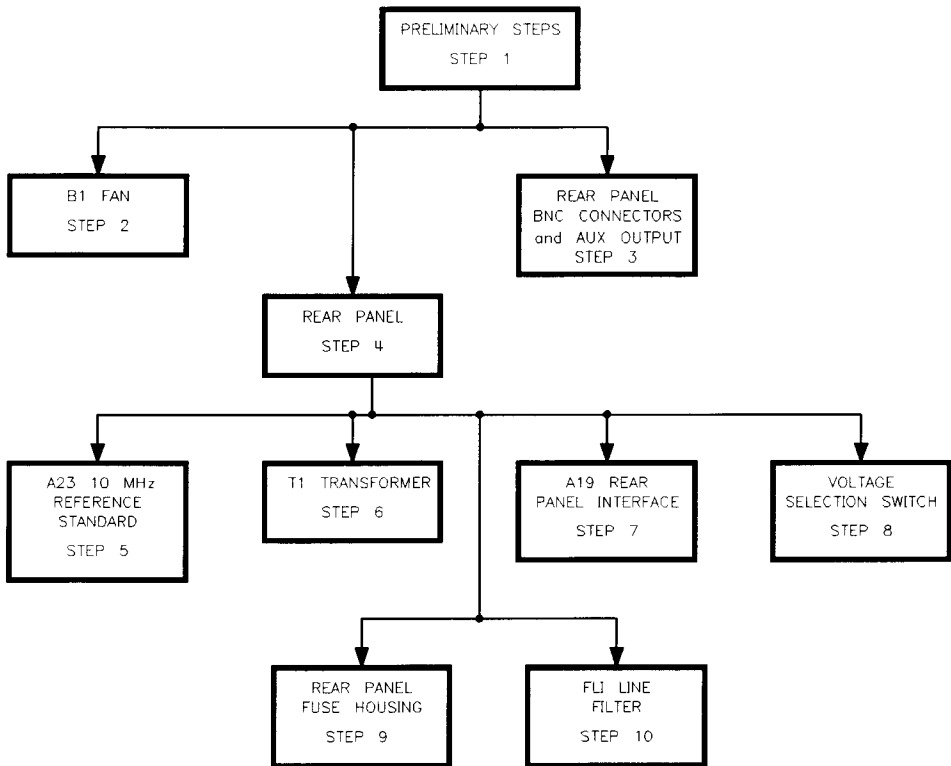 PRELIMINARY STEPS
STEP 1
B1 FAN
STEP 2
REAR PANEL
BNC CONNECTORS
and AUX OUTPUT
STEP 3
REAR PANEL
STEP 4
A23 10 MHz
REFERENCE
STANDARD
STEP 5
T1 TRANSFORMER
STEP 6
A19 REAR
PANEL INTERFACE
STEP 7
VOLTAGE
SELECTION SWITCH
STEP 8
REAR PANEL
FUSE HOUSING
STEP 9
FLI LINE
FILTER
STEP 10